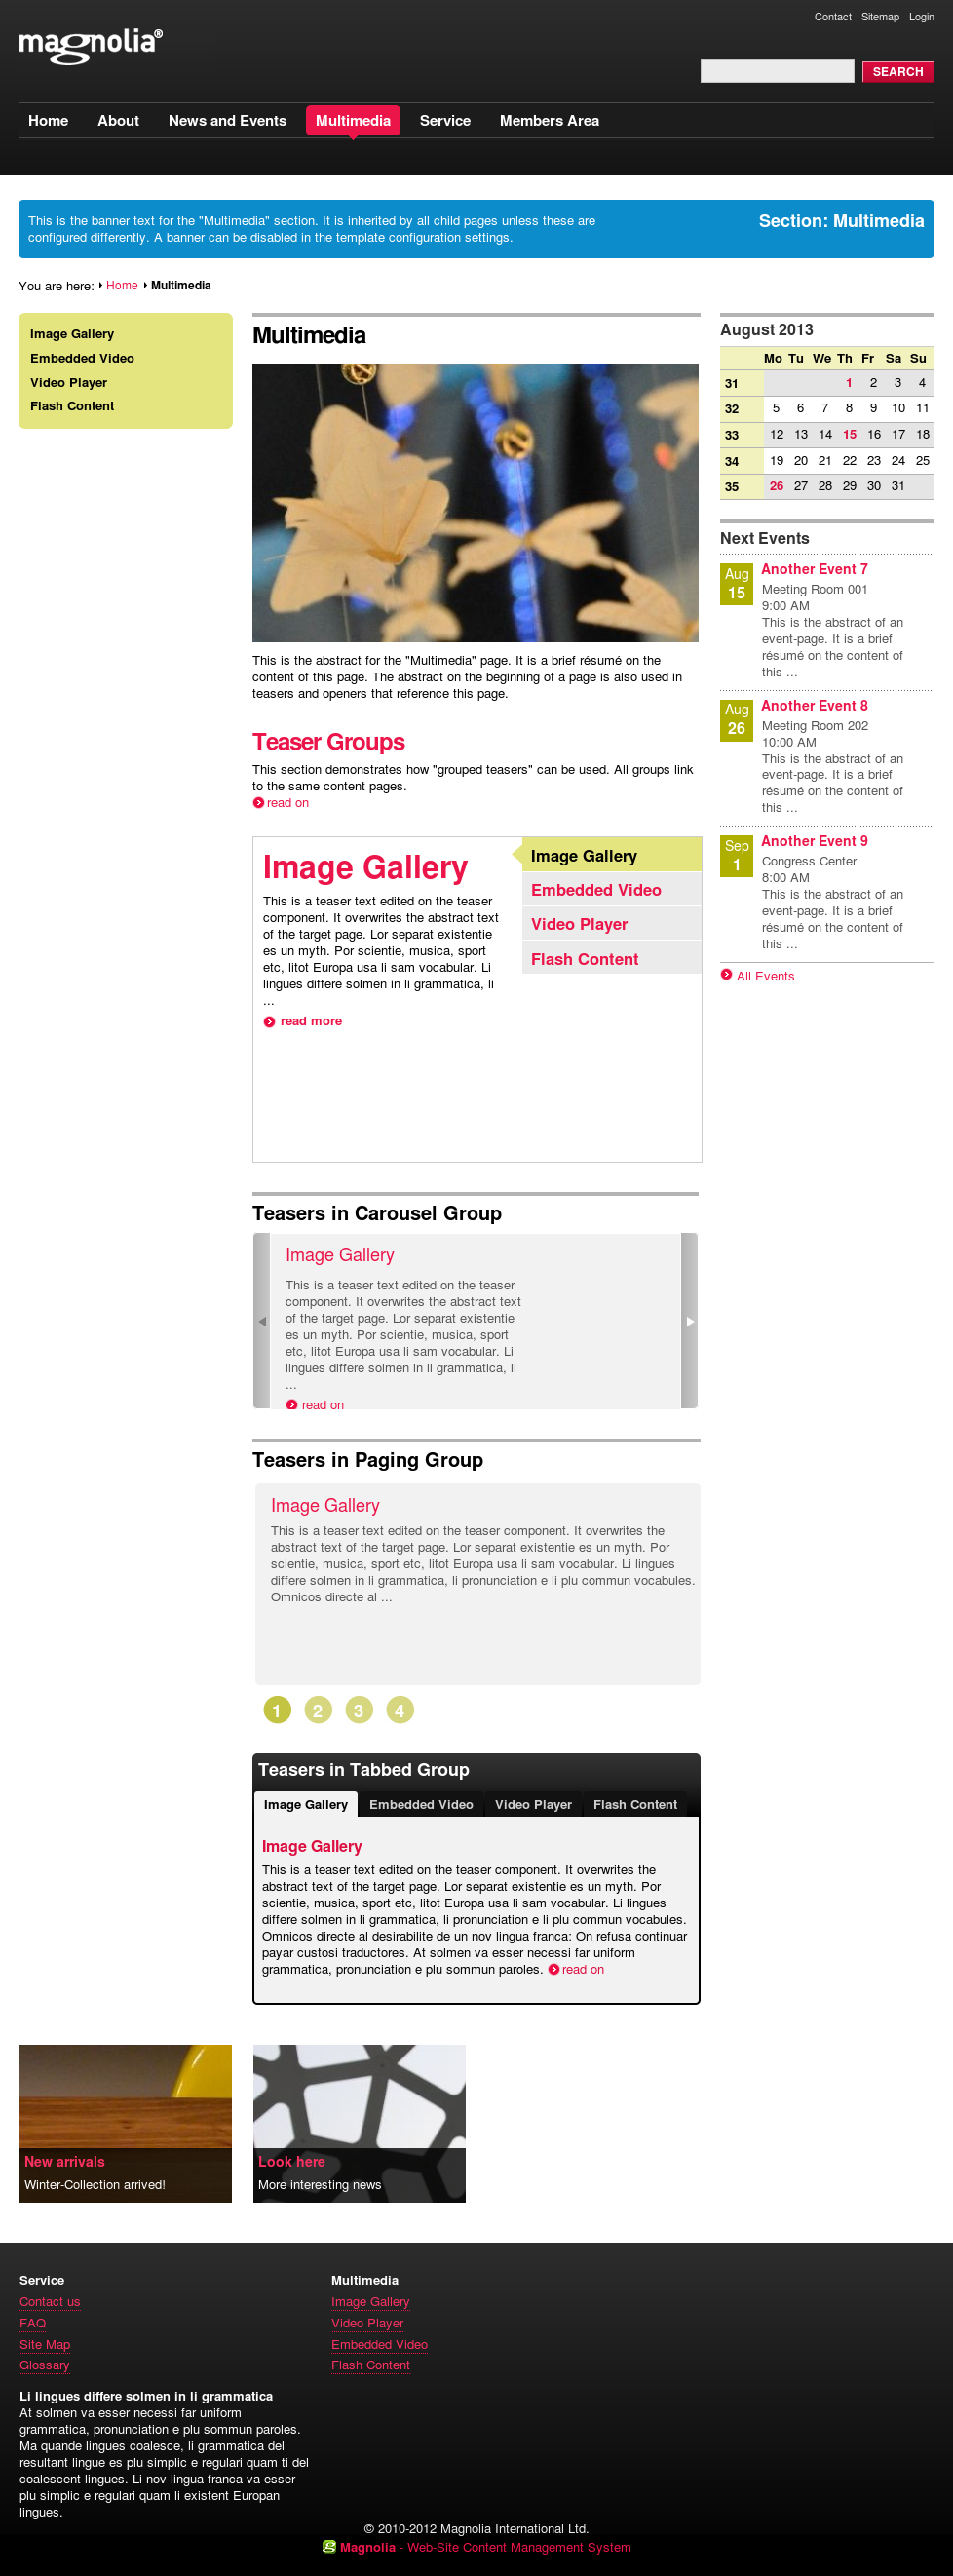 Contact Sitemap Login
magnolia®
SEARCH
Home About News and Events Multimedia Service Members Area
This is the banner text for the "Multimedia" section. It is inherited by all child pages unless these are
configured differently. A banner can be disabled in the template configuration settings.
Section: Multimedia
You are here: Home Multimedia
Image Gallery
Embedded Video
Video Player
Flash Content
Multimedia
This is the abstract for the "Multimedia" page. It is a brief résumé on the
content of this page. The abstract on the beginning of a page is also used in
teasers and openers that reference this page.
Teaser Groups
This section demonstrates how "grouped teasers" can be used. All groups link
to the same content pages.
read on
Image Gallery
This is a teaser text edited on the teaser
component. It overwrites the abstract text
of the target page. Lor separat existentie
es un myth. Por scientie, musica, sport
etc, litot Europa usa li sam vocabular. Li
lingues differe solmen in li grammatica, li
...
read more
Image Gallery
Embedded Video
Video Player
Flash Content
Teasers in Carousel Group
Image Gallery
This is a teaser text edited on the teaser
component. It overwrites the abstract text
of the target page. Lor separat existentie
es un myth. Por scientie, musica, sport
etc, litot Europa usa li sam vocabular. Li
lingues differe solmen in li grammatica, li
...
read on
Teasers in Paging Group
Image Gallery
This is a teaser text edited on the teaser component. It overwrites the
abstract text of the target page. Lor separat existentie es un myth. Por
scientie, musica, sport etc, litot Europa usa li sam vocabular. Li lingues
differe solmen in li grammatica, li pronunciation e li plu commun vocabules.
Omnicos directe al ...
1 2 3 4
Teasers in Tabbed Group
Image Gallery Embedded Video Video Player Flash Content
Image Gallery
This is a teaser text edited on the teaser component. It overwrites the
abstract text of the target page. Lor separat existentie es un myth. Por
scientie, musica, sport etc, litot Europa usa li sam vocabular. Li lingues
differe solmen in li grammatica, li pronunciation e li plu commun vocabules.
Omnicos directe al desirabilite de un nov lingua franca: On refusa continuar
payar custosi traductores. At solmen va esser necessi far uniform
grammatica, pronunciation e plu sommun paroles. read on
August 2013
Mo Tu We Th Fr Sa Su
31 1 2 3 4
32 5 6 7 8 9 10 11
33 12 13 14 15 16 17 18
34 19 20 21 22 23 24 25
35 26 27 28 29 30 31
Next Events
Aug
15
Another Event 7
Meeting Room 001
9:00 AM
This is the abstract of an
event-page. It is a brief
résumé on the content of
this ...
Aug
26
Another Event 8
Meeting Room 202
10:00 AM
This is the abstract of an
event-page. It is a brief
résumé on the content of
this ...
Sep
1
Another Event 9
Congress Center
8:00 AM
This is the abstract of an
event-page. It is a brief
résumé on the content of
this ...
All Events
New arrivals
Winter-Collection arrived!
Look here
More interesting news
Service
Contact us
FAQ
Site Map
Glossary
Multimedia
Image Gallery
Video Player
Embedded Video
Flash Content
Li lingues differe solmen in li grammatica
At solmen va esser necessi far uniform
grammatica, pronunciation e plu sommun paroles.
Ma quande lingues coalesce, li grammatica del
resultant lingue es plu simplic e regulari quam ti del
coalescent lingues. Li nov lingua franca va esser
plu simplic e regulari quam li existent Europan
lingues.
© 2010-2012 Magnolia International Ltd.
Magnolia - Web-Site Content Management System